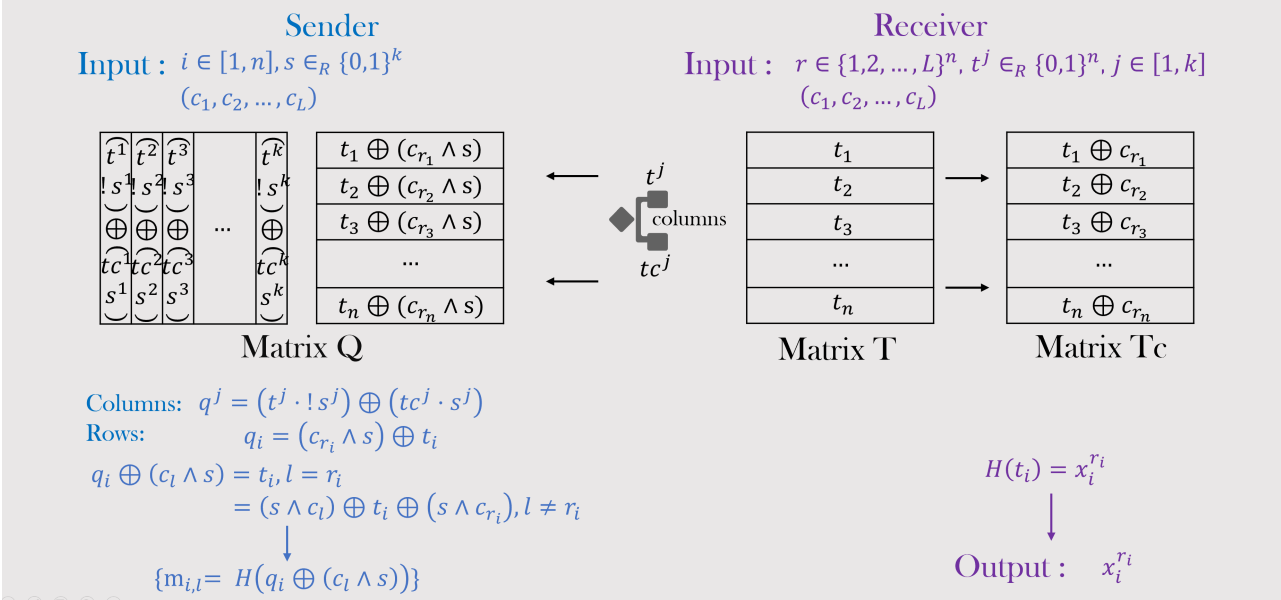 Sender
Input : i ∈ [1, n], s ∈_R {0,1}^k
(c_1, c_2, ... , c_L)
Receiver
Input : r ∈ {1,2, ... , L}^n, t^j ∈_R {0,1}^n, j ∈ [1, k]
(c_1, c_2, ... , c_L)
(t^1 (t^2 (t^3 (t^k
! s^1) ! s^2) ! s^3) ! s^k)
⊕ ⊕ ⊕ ... ⊕
(tc^1 (tc^2 (tc^3 (tc^k
s^1) s^2) s^3) s^k)
t_1 ⊕ (c_{r_1} ∧ s)
t_2 ⊕ (c_{r_2} ∧ s)
t_3 ⊕ (c_{r_3} ∧ s)
...
t_n ⊕ (c_{r_n} ∧ s)
Matrix Q
t^j
columns
tc^j
t_1
t_2
t_3
...
t_n
Matrix T
t_1 ⊕ c_{r_1}
t_2 ⊕ c_{r_2}
t_3 ⊕ c_{r_3}
...
t_n ⊕ c_{r_n}
Matrix Tc
Columns: q^j = (t^j · ! s^j) ⊕ (tc^j · s^j)
Rows: q_i = (c_{r_i} ∧ s) ⊕ t_i
q_i ⊕ (c_l ∧ s) = t_i, l = r_i
= (s ∧ c_l) ⊕ t_i ⊕ (s ∧ c_{r_i}), l ≠ r_i
{m_{i,l}= H(q_i ⊕ (c_l ∧ s))}
H(t_i) = x_i^{r_i}
Output : x_i^{r_i}